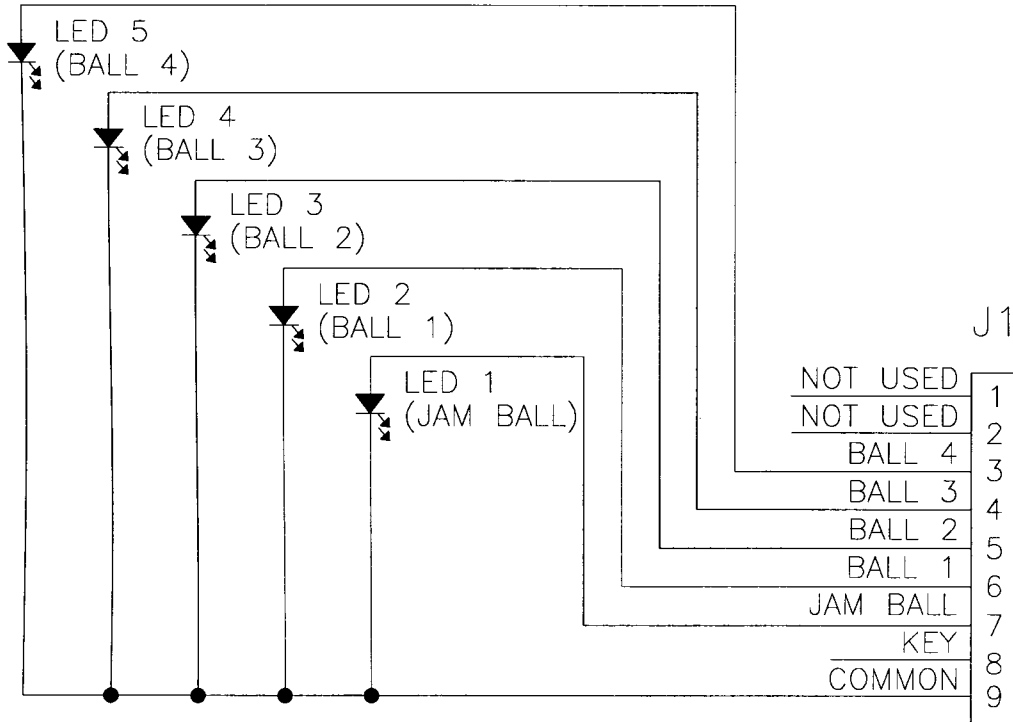 LED 5
(BALL 4)
LED 4
(BALL 3)
LED 3
(BALL 2)
LED 2
(BALL 1)
LED 1
(JAM BALL)
J1
NOT USED 1
NOT USED 2
BALL 4 3
BALL 3 4
BALL 2 5
BALL 1 6
JAM BALL 7
KEY 8
COMMON 9